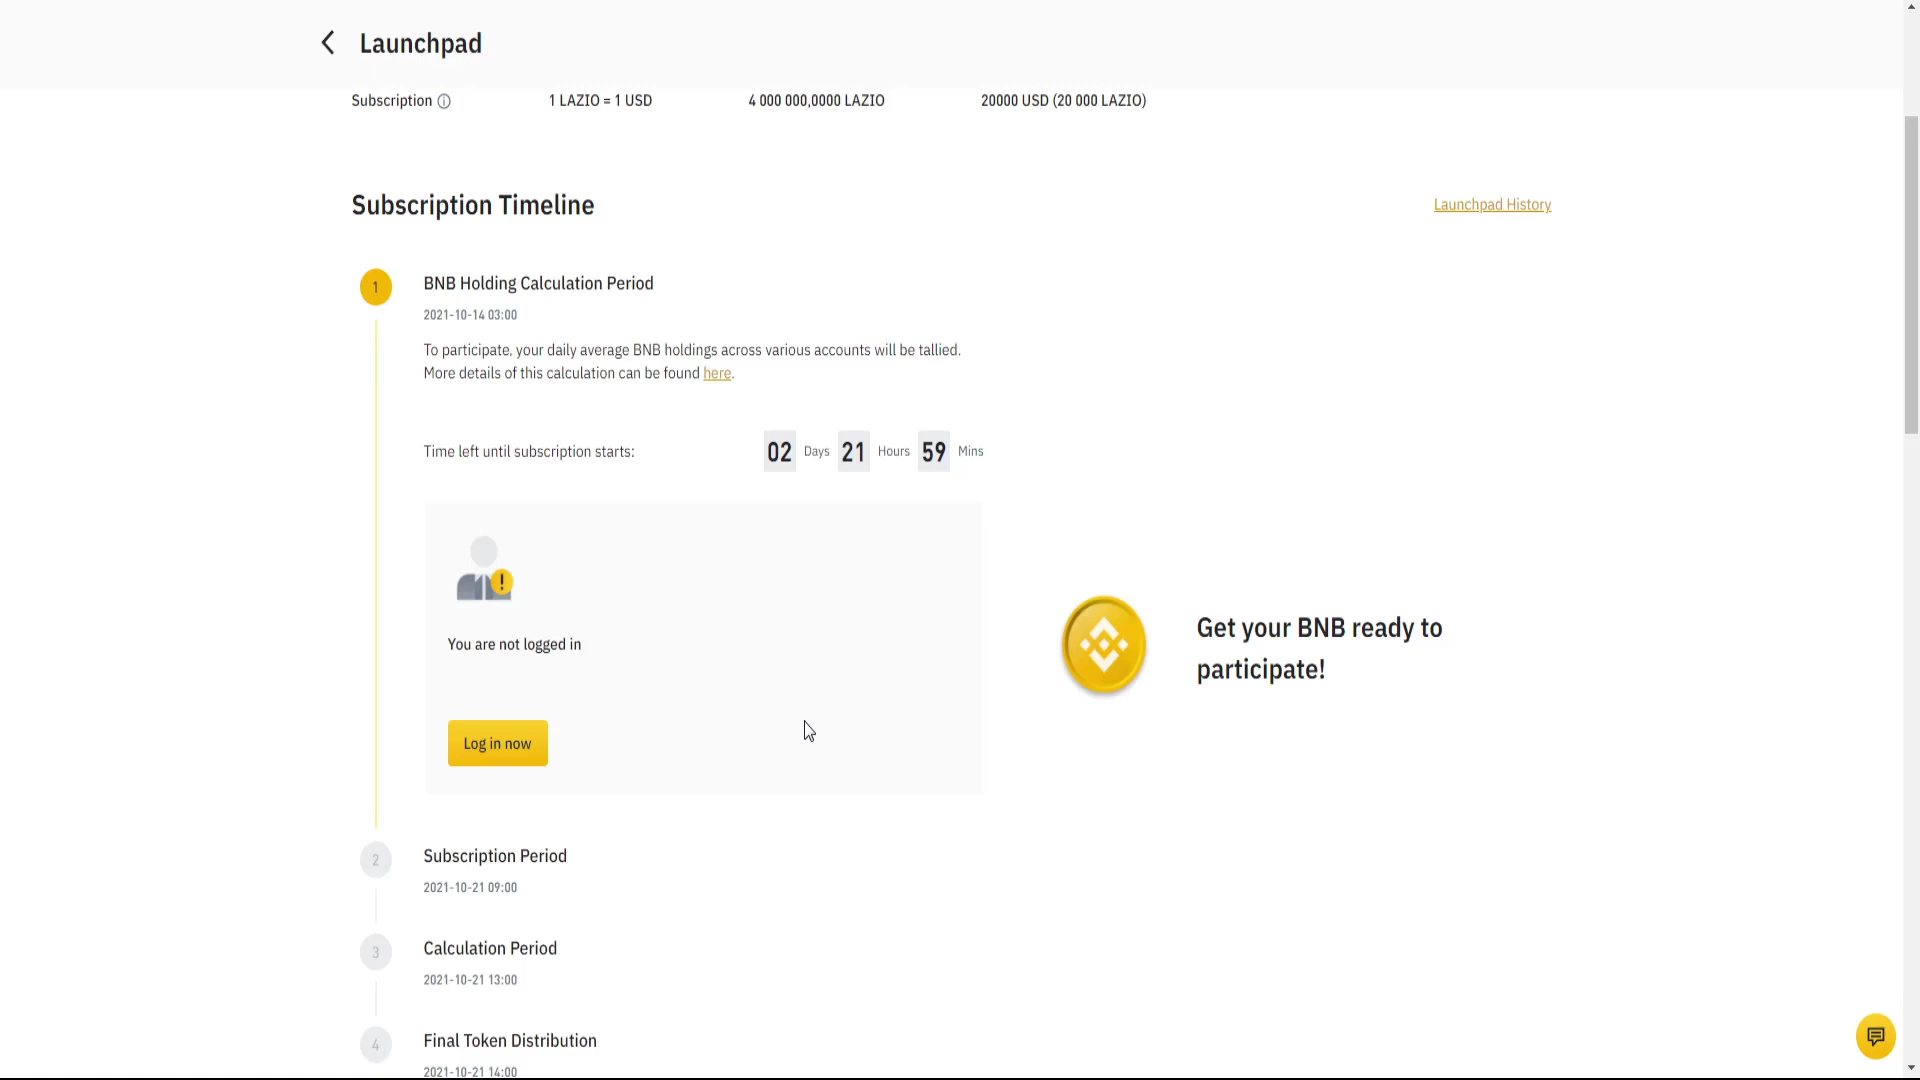 Launchpad
Subscription 1 LAZIO = 1 USD 4 000 000,0000 LAZIO 20000 USD (20 000 LAZIO)
Subscription Timeline
Launchpad History
1 BNB Holding Calculation Period
2021-10-14 03:00
To participate, your daily average BNB holdings across various accounts will be tallied.
More details of this calculation can be found here.
Time left until subscription starts: 02 Days 21 Hours 59 Mins
You are not logged in
Log in now
Get your BNB ready to
participate!
2 Subscription Period
2021-10-21 09:00
3 Calculation Period
2021-10-21 13:00
4 Final Token Distribution
2021-10-21 14:00